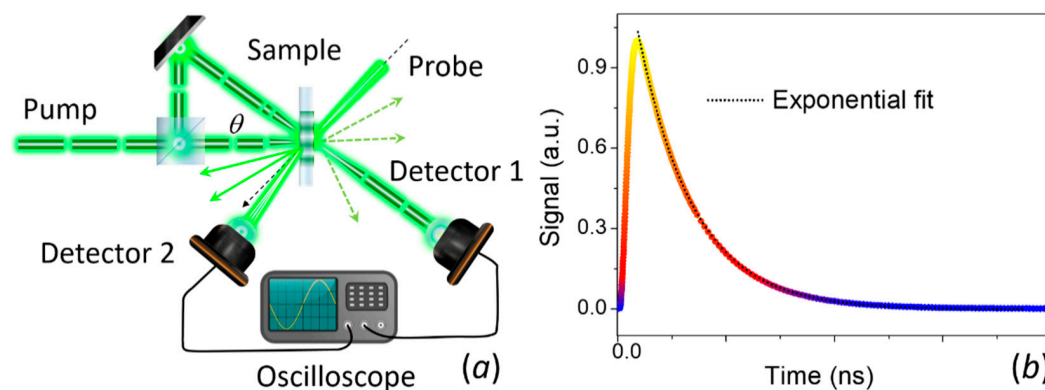 Pump
θ
Sample
Probe
Detector 1
Detector 2
Oscilloscope
(a)
Signal (a.u.)
0.9
0.6
0.3
0.0
Exponential fit
0.0
Time (ns)
(b)